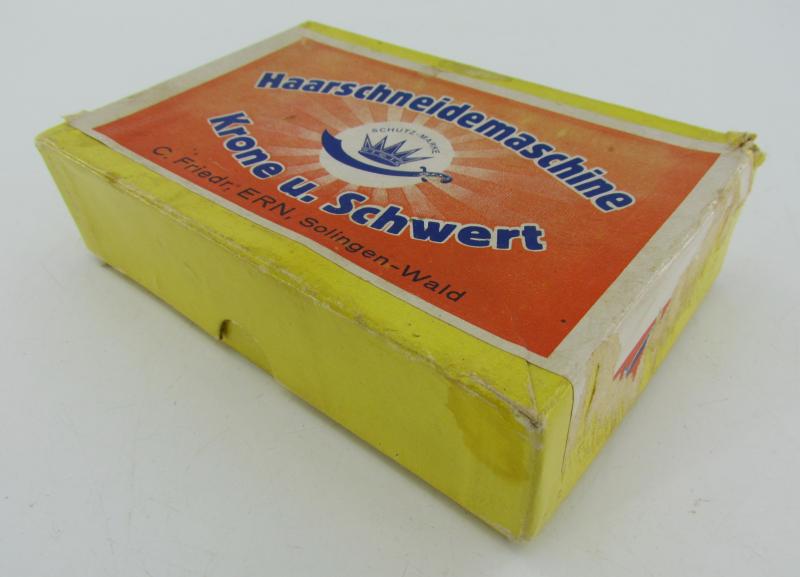 Haarschneidemaschine
SCHUTZ-MARKE
Krone u. Schwert
C. Friedr. ERN, Solingen-Wald